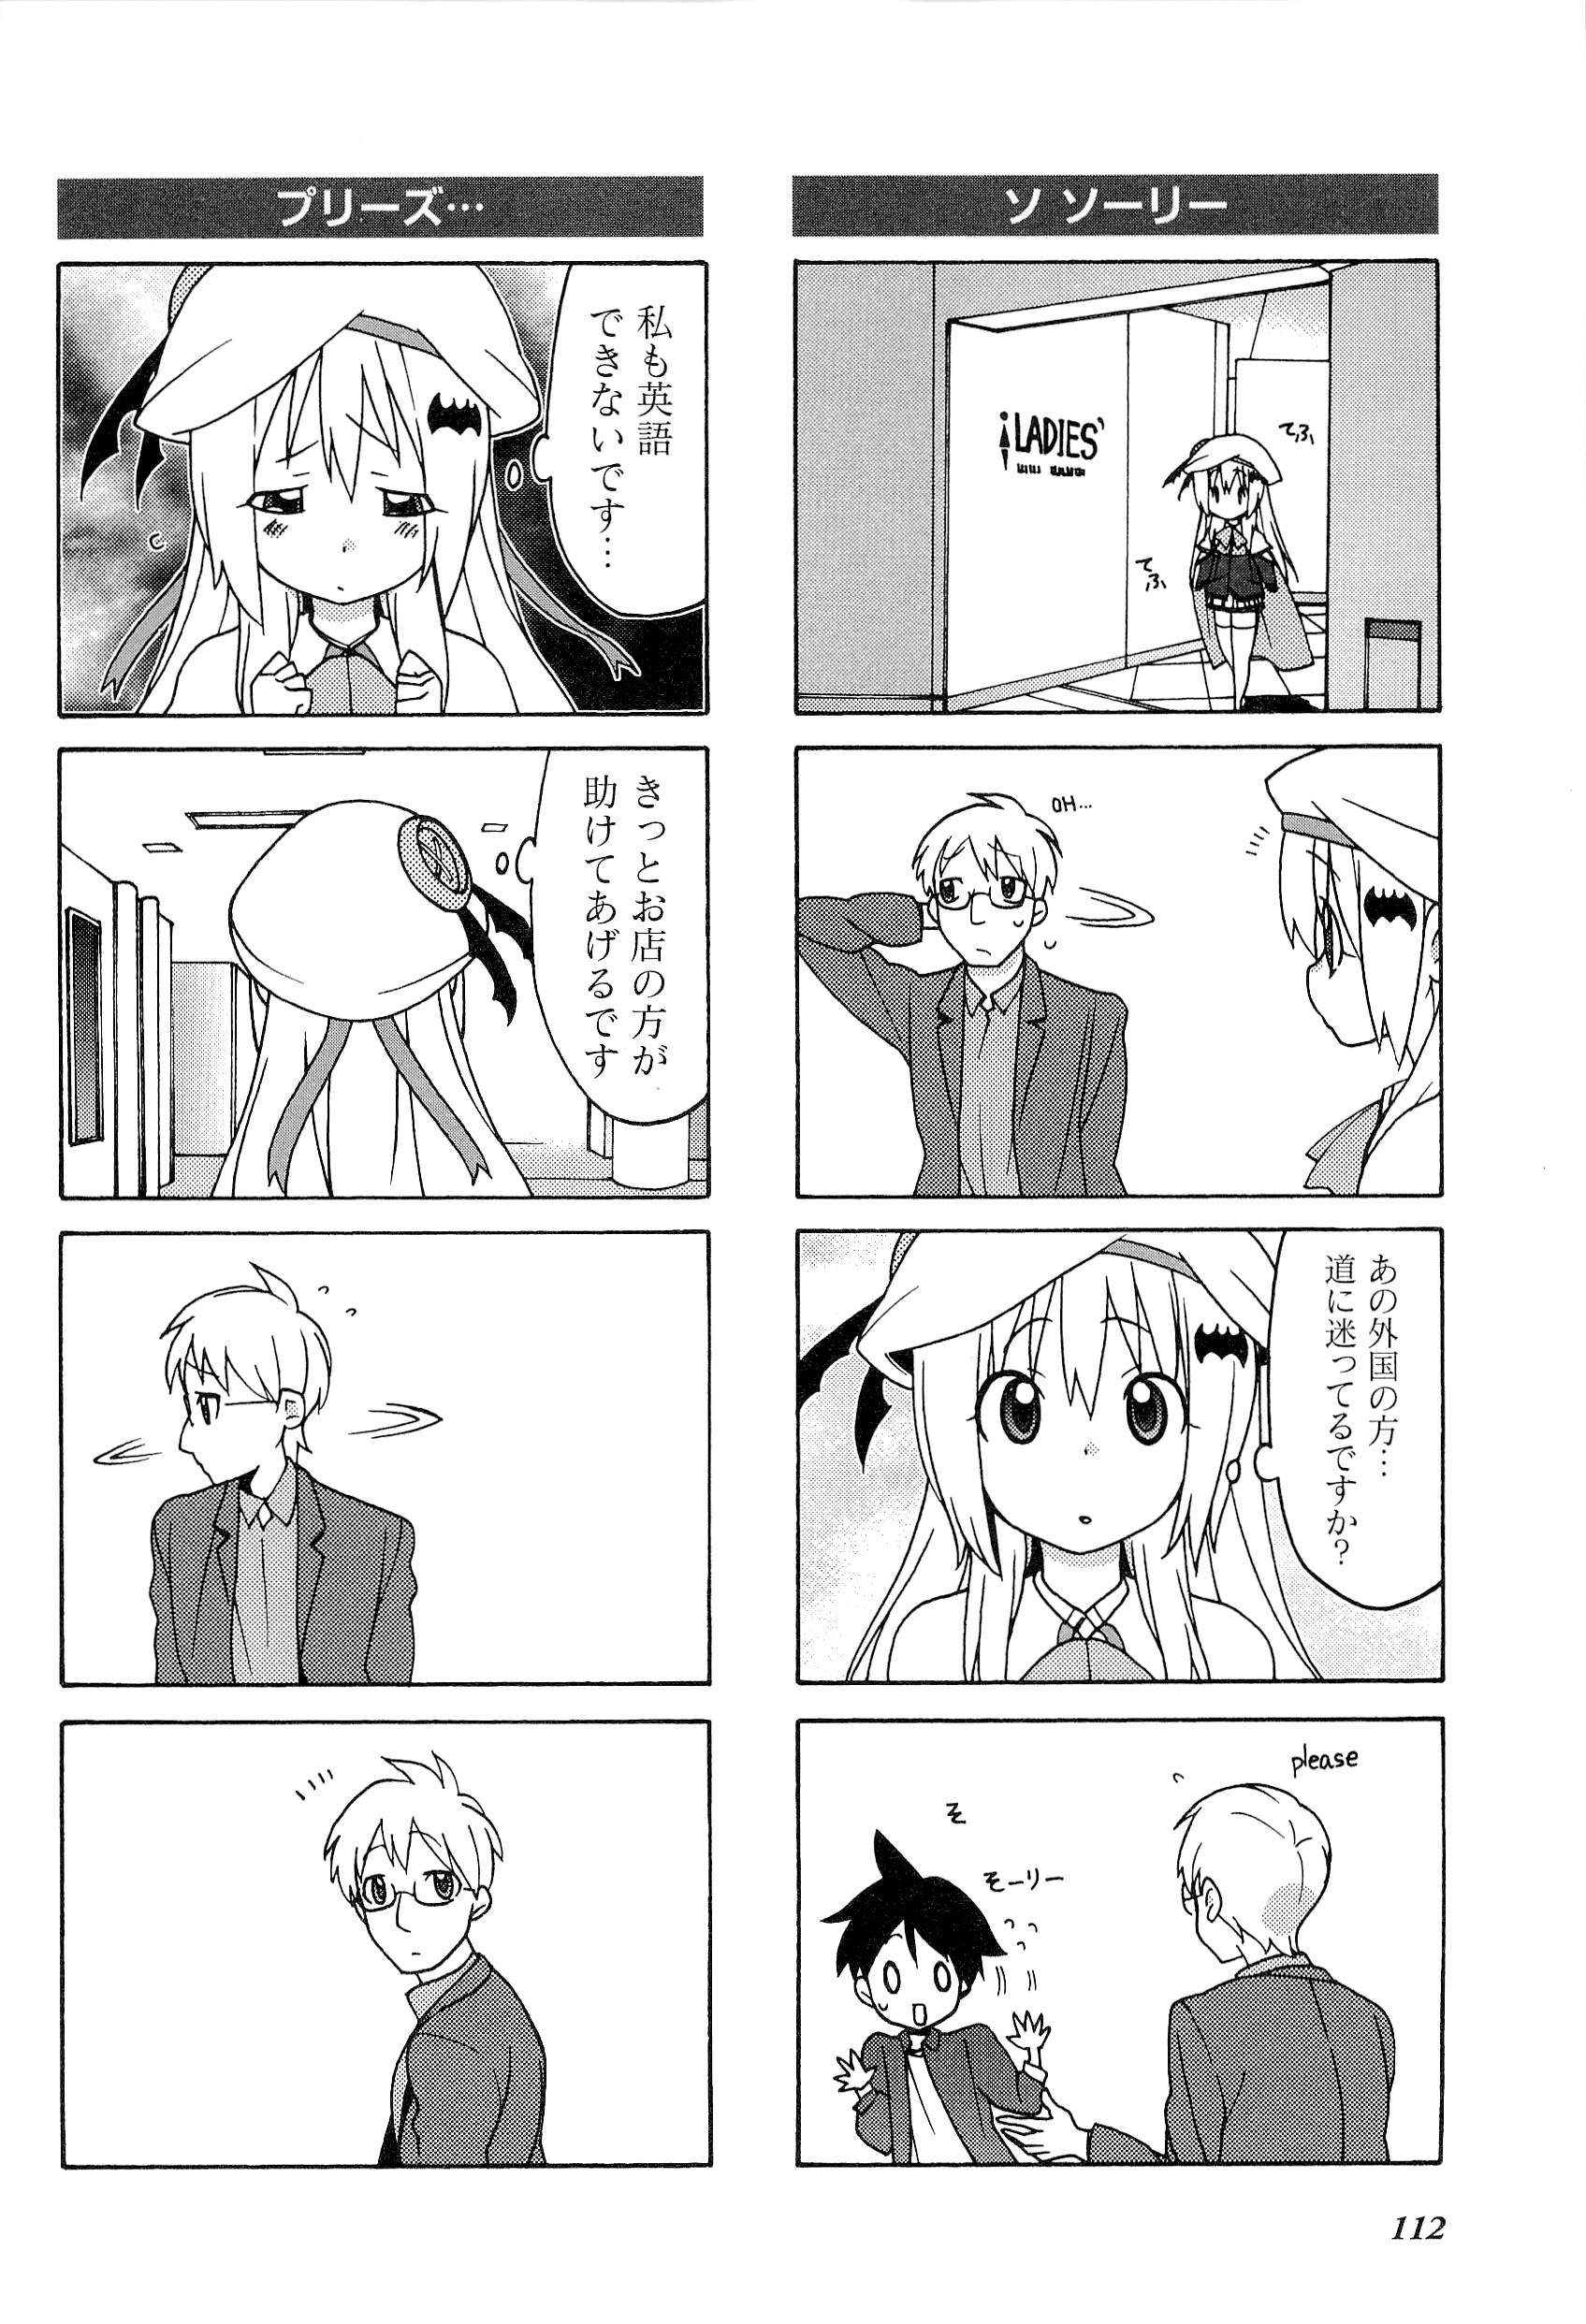 ソ ソーリー
LADIES'
てふ
てふ
OH…
あの外国の方…
道に迷ってるですか？
please
そ
そーリー
プリーズ…
私も英語
できないです…
きっとお店の方が
助けてあげるです
112